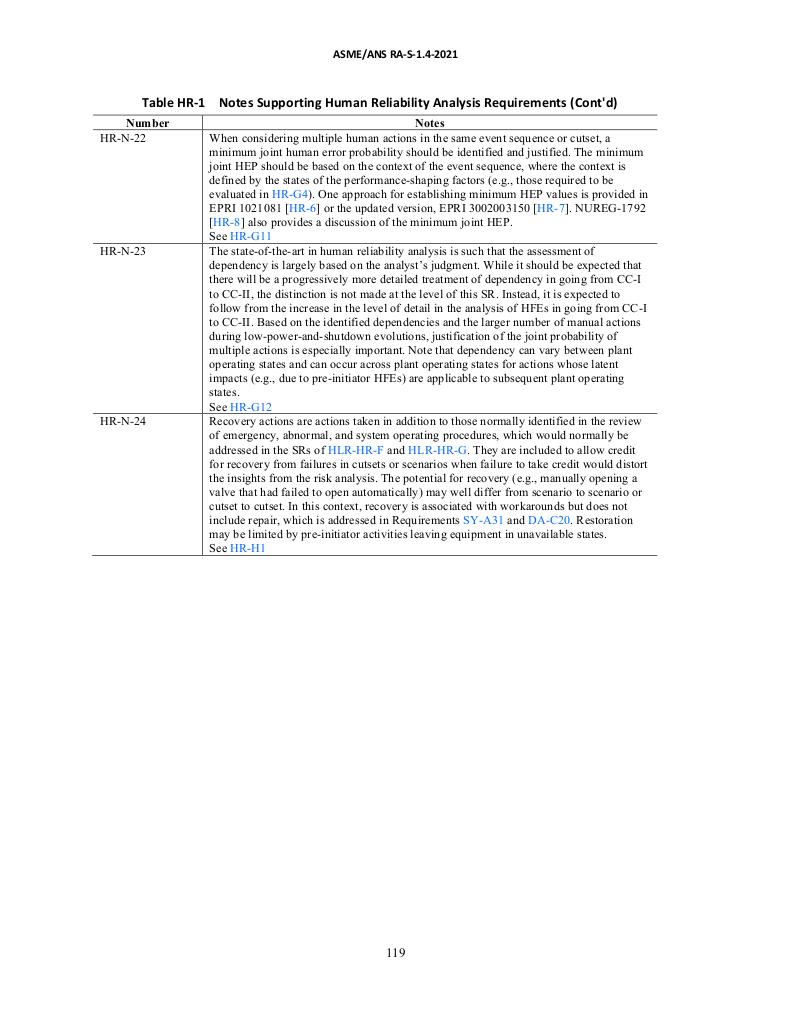 ASME/ANS RA-S-1.4-2021
Table HR-1 Notes Supporting Human Reliability Analysis Requirements (Cont'd)
Number Notes
HR-N-22 When considering multiple human actions in the same event sequence or cutset, a
minimum joint human error probability should be identified and justified. The minimum
joint HEP should be based on the context of the event sequence, where the context is
defined by the states of the performance-shaping factors (e.g., those required to be
evaluated in HR-G4). One approach for establishing minimum HEP values is provided in
EPRI 1021081 [HR-6] or the updated version, EPRI 3002003150 [HR-7]. NUREG-1792
[HR-8] also provides a discussion of the minimum joint HEP.
See HR-G11
HR-N-23 The state-of-the-art in human reliability analysis is such that the assessment of
dependency is largely based on the analyst's judgment. While it should be expected that
there will be a progressively more detailed treatment of dependency in going from CC-I
to CC-II, the distinction is not made at the level of this SR. Instead, it is expected to
follow from the increase in the level of detail in the analysis of HFEs in going from CC-I
to CC-II. Based on the identified dependencies and the larger number of manual actions
during low-power-and-shutdown evolutions, justification of the joint probability of
multiple actions is especially important. Note that dependency can vary between plant
operating states and can occur across plant operating states for actions whose latent
impacts (e.g., due to pre-initiator HFEs) are applicable to subsequent plant operating
states.
See HR-G12
HR-N-24 Recovery actions are actions taken in addition to those normally identified in the review
of emergency, abnormal, and system operating procedures, which would normally be
addressed in the SRs of HLR-HR-F and HLR-HR-G. They are included to allow credit
for recovery from failures in cutsets or scenarios when failure to take credit would distort
the insights from the risk analysis. The potential for recovery (e.g., manually opening a
valve that had failed to open automatically) may well differ from scenario to scenario or
cutset to cutset. In this context, recovery is associated with workarounds but does not
include repair, which is addressed in Requirements SY-A31 and DA-C20. Restoration
may be limited by pre-initiator activities leaving equipment in unavailable states.
See HR-H1
119